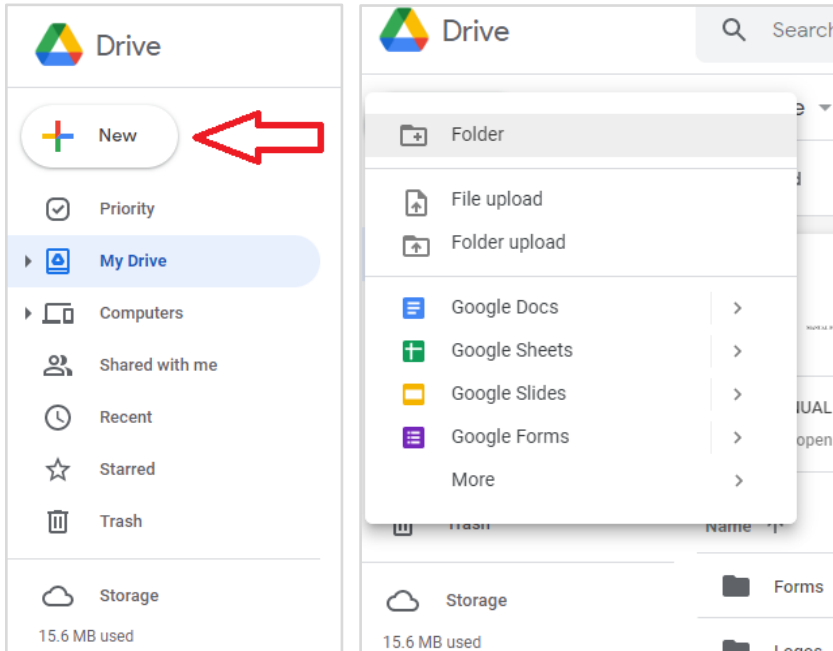 Drive
New
Priority
My Drive
Computers
Shared with me
Recent
Starred
Trash
Storage
15.6 MB used
Drive
Search
Folder
File upload
Folder upload
Google Docs
Google Sheets
Google Slides
Google Forms
More
Trash
Name
Forms
Storage
15.6 MB used